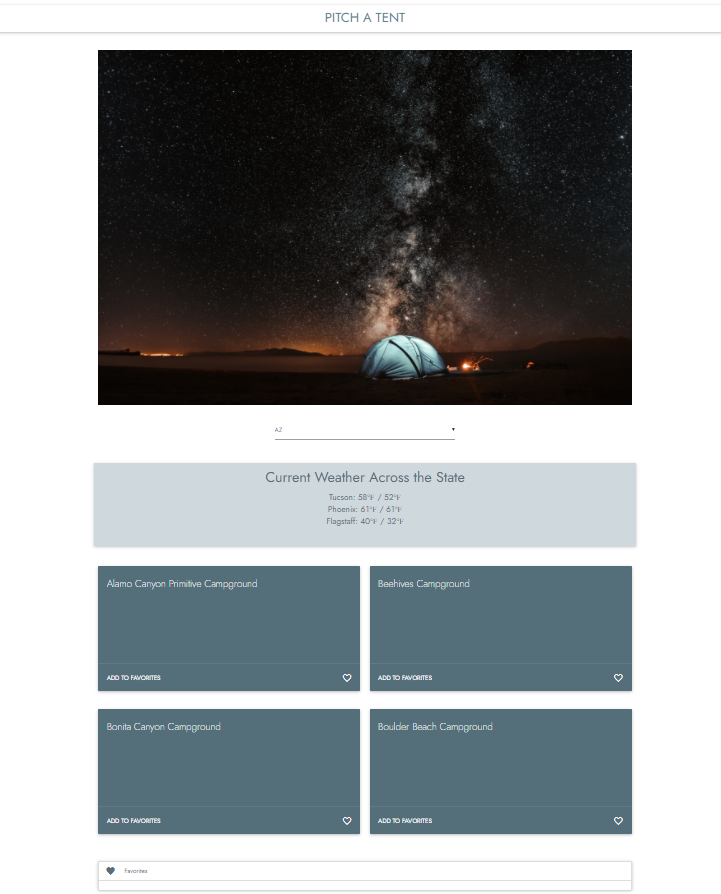 PITCH A TENT
AZ
Current Weather Across the State
Tucson: 58°F / 52°F
Phoenix: 61°F / 61°F
Flagstaff: 40°F / 32°F
Alamo Canyon Primitive Campground
ADD TO FAVORITES
Beehives Campground
ADD TO FAVORITES
Bonita Canyon Campground
ADD TO FAVORITES
Boulder Beach Campground
ADD TO FAVORITES
Favorites